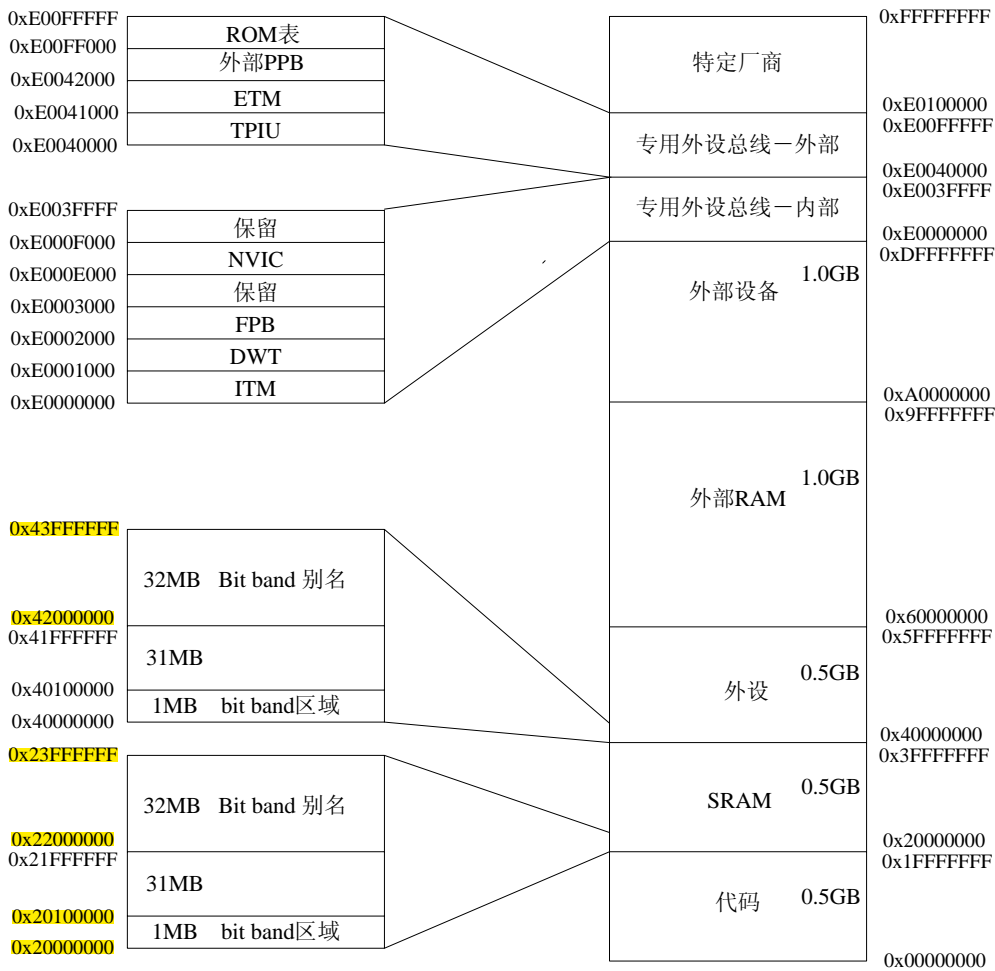 0xE00FFFFF
ROM表
0xE00FF000
外部PPB
0xE0042000
ETM
0xE0041000
TPIU
0xE0040000
0xE003FFFF
保留
0xE000F000
NVIC
0xE000E000
保留
0xE0003000
FPB
0xE0002000
DWT
0xE0001000
ITM
0xE0000000
0x43FFFFFF
32MB Bit band 别名
0x42000000
0x41FFFFFF
31MB
0x40100000
1MB bit band区域
0x40000000
0x23FFFFFF
32MB Bit band 别名
0x22000000
0x21FFFFFF
31MB
0x20100000
1MB bit band区域
0x20000000
0xFFFFFFFF
特定厂商
0xE0100000
0xE00FFFFF
专用外设总线－外部
0xE0040000
0xE003FFFF
专用外设总线－内部
0xE0000000
0xDFFFFFFF
1.0GB
外部设备
0xA0000000
0x9FFFFFFF
1.0GB
外部RAM
0x60000000
0x5FFFFFFF
0.5GB
外设
0x40000000
0x3FFFFFFF
SRAM 0.5GB
0x20000000
0x1FFFFFFF
代码 0.5GB
0x00000000